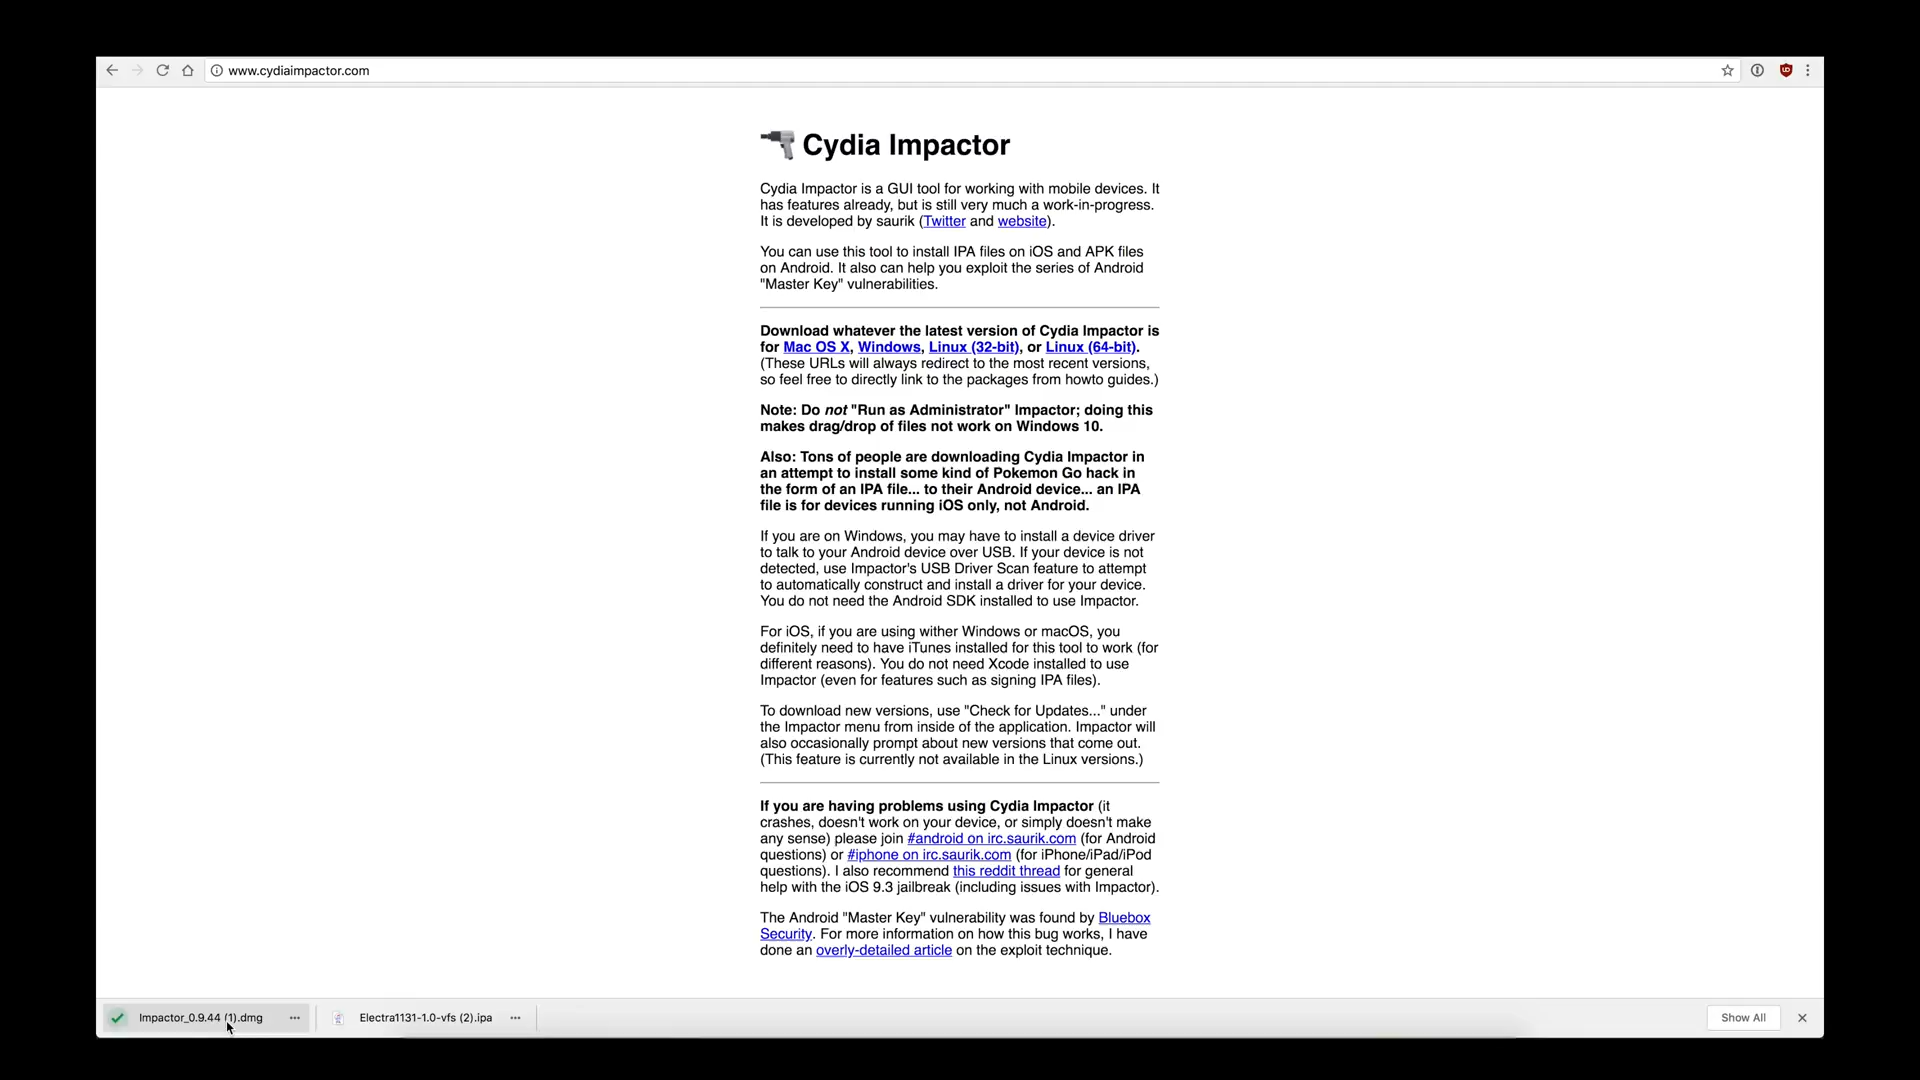 www.cydiaimpactor.com
Cydia Impactor
Cydia Impactor is a GUI tool for working with mobile devices. It
has features already, but is still very much a work-in-progress.
It is developed by saurik (Twitter and website).
You can use this tool to install IPA files on iOS and APK files
on Android. It also can help you exploit the series of Android
"Master Key" vulnerabilities.
Download whatever the latest version of Cydia Impactor is
for Mac OS X, Windows, Linux (32-bit), or Linux (64-bit).
(These URLs will always redirect to the most recent versions,
so feel free to directly link to the packages from howto guides.)
Note: Do not "Run as Administrator" Impactor; doing this
makes drag/drop of files not work on Windows 10.
Also: Tons of people are downloading Cydia Impactor in
an attempt to install some kind of Pokemon Go hack in
the form of an IPA file... to their Android device... an IPA
file is for devices running iOS only, not Android.
If you are on Windows, you may have to install a device driver
to talk to your Android device over USB. If your device is not
detected, use Impactor's USB Driver Scan feature to attempt
to automatically construct and install a driver for your device.
You do not need the Android SDK installed to use Impactor.
For iOS, if you are using wither Windows or macOS, you
definitely need to have iTunes installed for this tool to work (for
different reasons). You do not need Xcode installed to use
Impactor (even for features such as signing IPA files).
To download new versions, use "Check for Updates..." under
the Impactor menu from inside of the application. Impactor will
also occasionally prompt about new versions that come out.
(This feature is currently not available in the Linux versions.)
If you are having problems using Cydia Impactor (it
crashes, doesn't work on your device, or simply doesn't make
any sense) please join #android on irc.saurik.com (for Android
questions) or #iphone on irc.saurik.com (for iPhone/iPad/iPod
questions). I also recommend this reddit thread for general
help with the iOS 9.3 jailbreak (including issues with Impactor).
The Android "Master Key" vulnerability was found by Bluebox
Security. For more information on how this bug works, I have
done an overly-detailed article on the exploit technique.
Impactor_0.9.44 (1).dmg
Electra1131-1.0-vfs (2).ipa
Show All